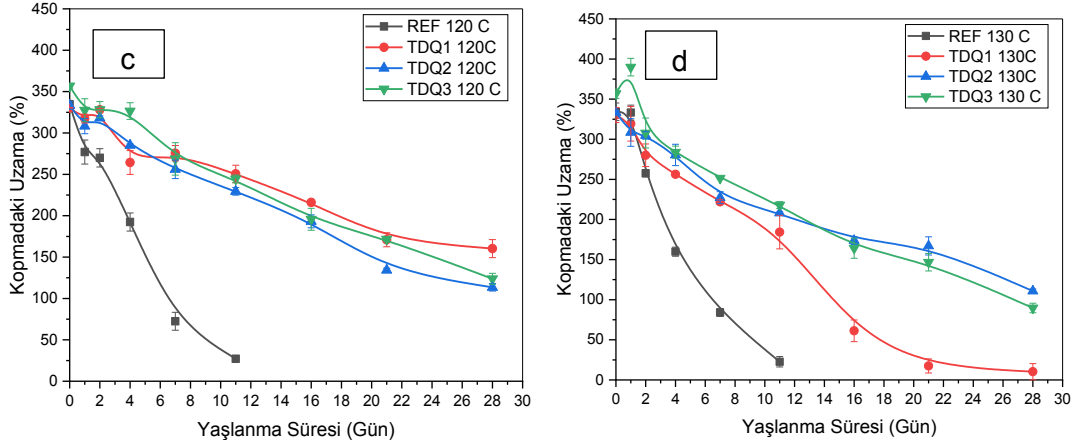 c
REF 120 C
TDQ1 120C
TDQ2 120C
TDQ3 120 C
Kopmadaki Uzama (%)
450
400
350
300
250
200
150
100
50
0
0 2 4 6 8 10 12 14 16 18 20 22 24 26 28 30
Yaşlanma Süresi (Gün)
d
REF 130 C
TDQ1 130C
TDQ2 130C
TDQ3 130 C
Kopmadaki Uzama (%)
450
400
350
300
250
200
150
100
50
0
0 2 4 6 8 10 12 14 16 18 20 22 24 26 28 30
Yaşlanma Süresi (Gün)